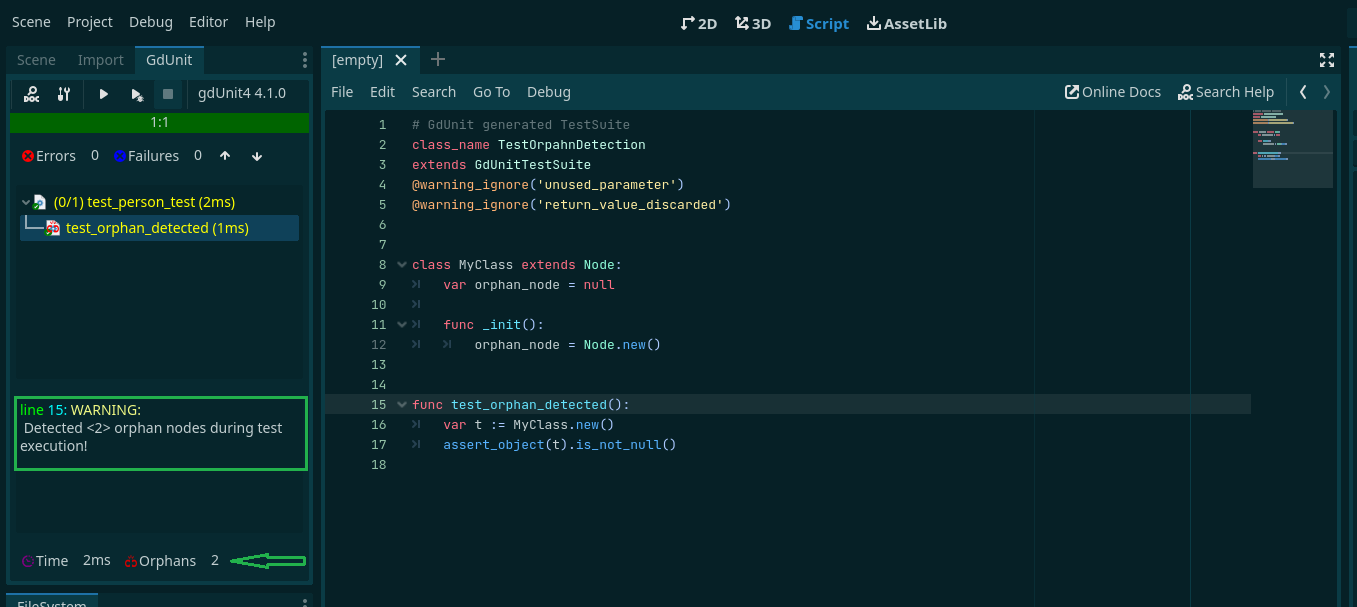 Scene Project Debug Editor Help
2D 3D Script AssetLib
Scene Import GdUnit
gdUnit4 4.1.0
1:1
Errors 0 Failures 0
(0/1) test_person_test (2ms)
test_orphan_detected (1ms)
line 15: WARNING:
Detected <2> orphan nodes during test
execution!
Time 2ms Orphans 2
FileSystem
[empty]
File Edit Search Go To Debug
Online Docs DOC Search Help
1 # GdUnit generated TestSuite
2 class_name TestOrpahnDetection
3 extends GdUnitTestSuite
4 @warning_ignore('unused_parameter')
5 @warning_ignore('return_value_discarded')
6
7
8 class MyClass extends Node:
9 var orphan_node = null
10
11 func _init():
12 orphan_node = Node.new()
13
14
15 func test_orphan_detected():
16 var t := MyClass.new()
17 assert_object(t).is_not_null()
18